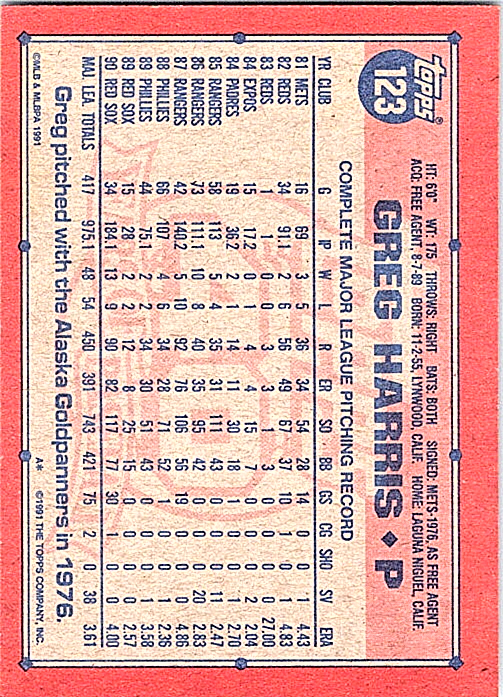 topps®
123
HT: 6'0" WT: 175 THROWS: RIGHT BATS: BOTH SIGNED: METS-1976, AS FREE AGENT
ACQ: FREE AGENT, 8-7-89 BORN: 11-2-55, LYNWOOD, CALIF. HOME: LAGUNA NIGUEL, CALIF.
GREG HARRIS ◆ P
COMPLETE MAJOR LEAGUE PITCHING RECORD
YR CLUB G IP W L R ER SO BB GS CG SHO SV ERA
81 METS 16 69 3 5 36 34 54 28 14 0 0 1 4.43
82 REDS 34 91.1 2 6 56 49 67 37 10 1 0 1 4.83
83 REDS 1 1 0 0 3 3 1 3 0 0 0 0 27.00
84 EXPOS 15 17.2 0 1 4 4 15 7 0 0 0 2 2.04
84 PADRES 19 36.2 2 1 14 11 30 18 1 0 0 1 2.70
85 RANGERS 58 113 5 4 35 31 111 43 0 0 0 11 2.47
86 RANGERS 73 111.1 10 8 40 35 95 42 0 0 0 20 2.83
87 RANGERS 42 140.2 5 10 92 76 106 56 19 0 0 0 4.86
88 PHILLIES 66 107 4 6 34 28 71 52 1 0 0 1 2.36
89 PHILLIES 44 75.1 2 2 34 30 51 43 0 0 0 1 3.58
89 RED SOX 15 28 2 2 12 8 25 15 0 0 0 0 2.57
90 RED SOX 34 184.1 13 9 90 82 117 77 30 1 0 0 4.00
MAJ. LEA. TOTALS 417 975.1 48 54 450 391 743 421 75 2 0 38 3.61
Greg pitched with the Alaska Goldpanners in 1976.
©MLB & MLBPA 1991
A* ©1991 THE TOPPS COMPANY, INC.